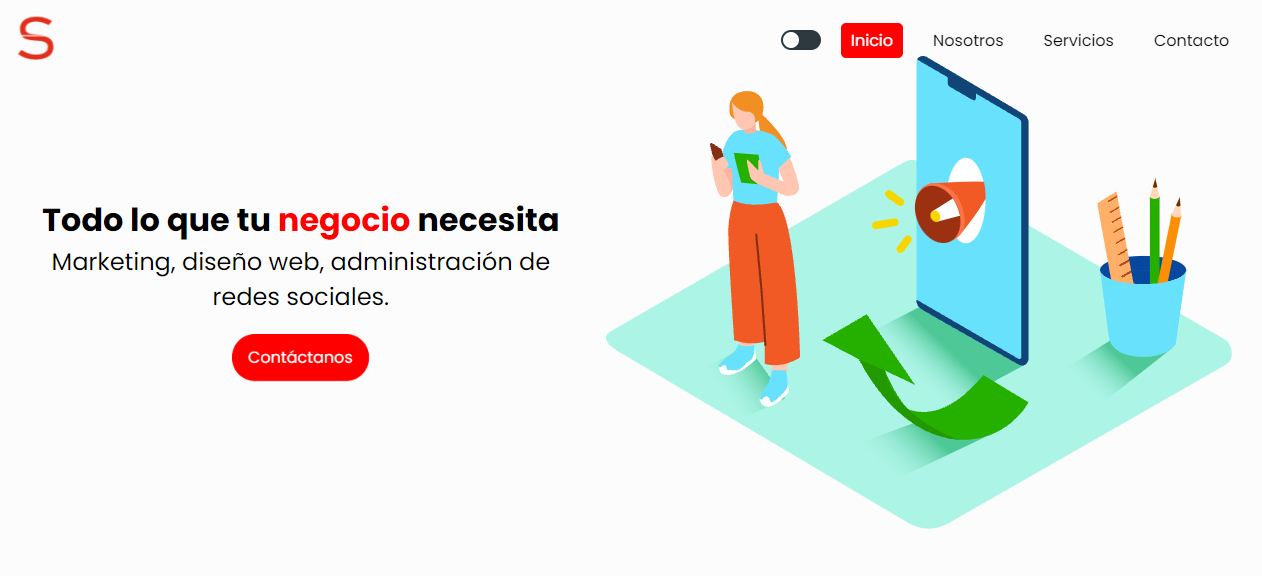 S
Inicio Nosotros Servicios Contacto
Todo lo que tu negocio necesita
Marketing, diseño web, administración de
redes sociales.
Contáctanos